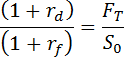 (1 + r_d) / (1 + r_f) = F_T / S_0